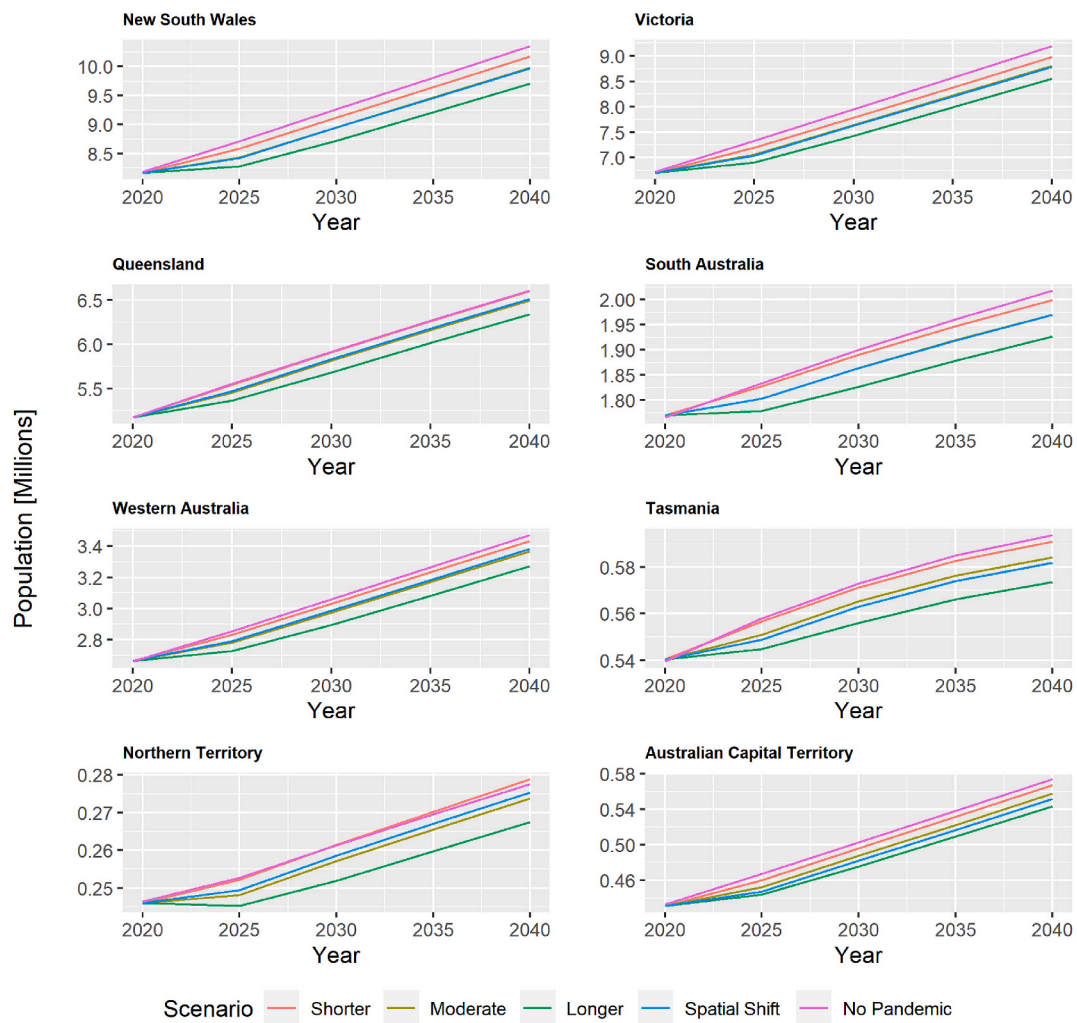 New South Wales
10.0
9.5
9.0
8.5
2020 2025 2030 2035 2040
Year
Victoria
9.0
8.5
8.0
7.5
7.0
2020 2025 2030 2035 2040
Year
Population [Millions]
Queensland
6.5
6.0
5.5
2020 2025 2030 2035 2040
Year
South Australia
2.00
1.95
1.90
1.85
1.80
2020 2025 2030 2035 2040
Year
Western Australia
3.4
3.2
3.0
2.8
2020 2025 2030 2035 2040
Year
Tasmania
0.58
0.56
0.54
2020 2025 2030 2035 2040
Year
Northern Territory
0.28
0.27
0.26
0.25
2020 2025 2030 2035 2040
Year
Australian Capital Territory
0.58
0.54
0.50
0.46
2020 2025 2030 2035 2040
Year
Scenario Shorter Moderate Longer Spatial Shift No Pandemic